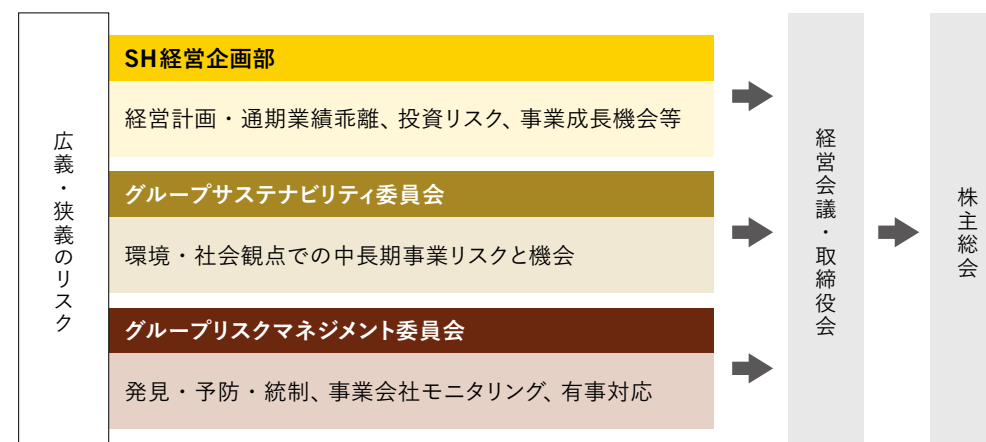 広義・狭義のリスク
SH経営企画部
経営計画・通期業績乖離、投資リスク、事業成長機会等
グループサステナビリティ委員会
環境・社会観点での中長期事業リスクと機会
グループリスクマネジメント委員会
発見・予防・統制、事業会社モニタリング、有事対応
経営会議・取締役会
株主総会